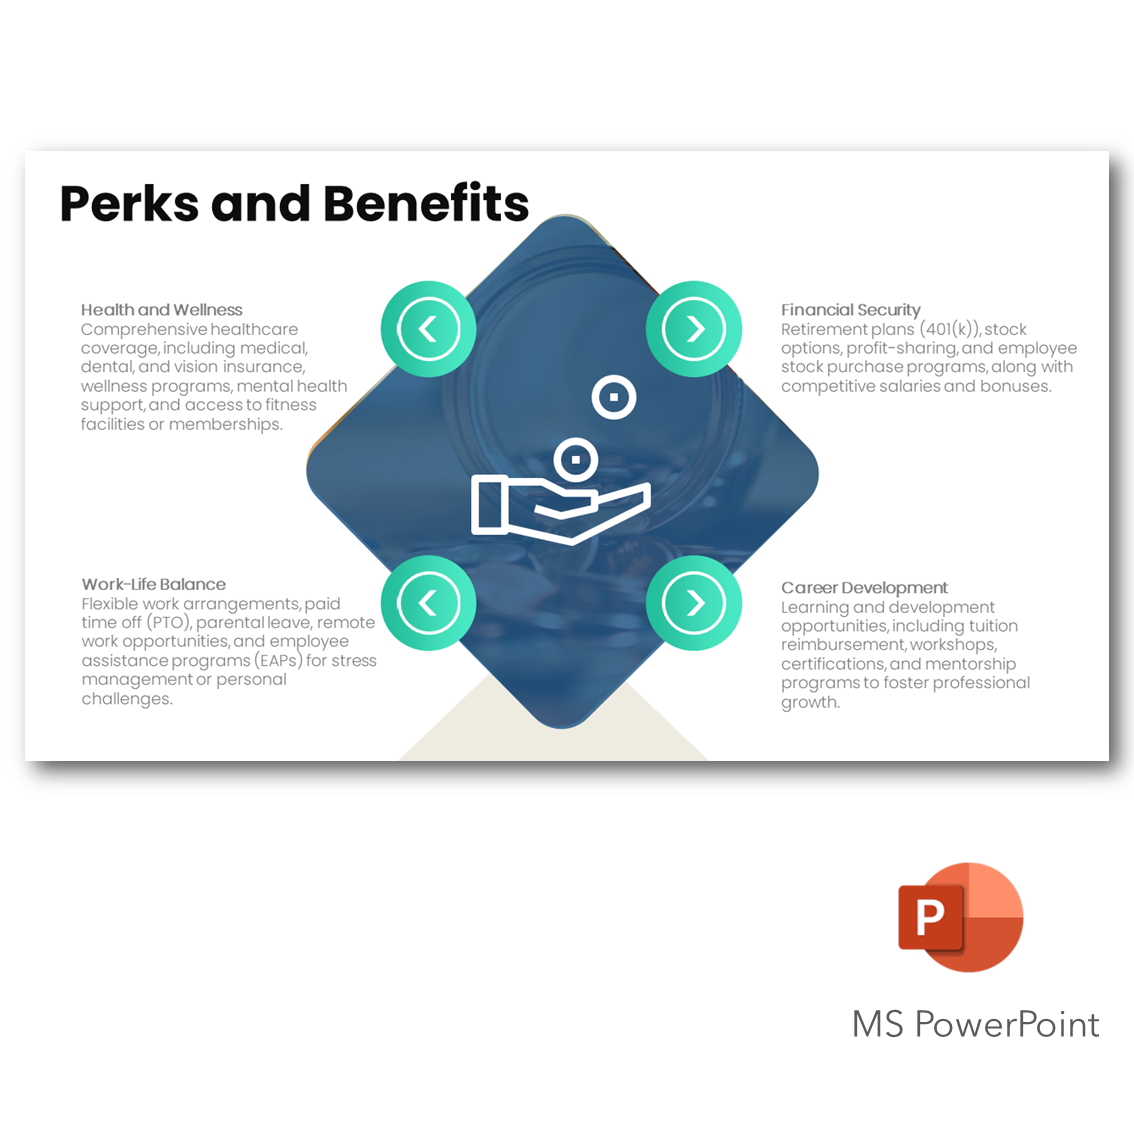 Perks and Benefits
Health and Wellness
Comprehensive healthcare
coverage, including medical,
dental, and vision insurance,
wellness programs, mental health
support, and access to fitness
facilities or memberships.
Financial Security
Retirement plans (401(k)), stock
options, profit-sharing, and employee
stock purchase programs, along with
competitive salaries and bonuses.
Work-Life Balance
Flexible work arrangements, paid
time off (PTO), parental leave, remote
work opportunities, and employee
assistance programs (EAPs) for stress
management or personal
challenges.
Career Development
Learning and development
opportunities, including tuition
reimbursement, workshops,
certifications, and mentorship
programs to foster professional
growth.
P
MS PowerPoint